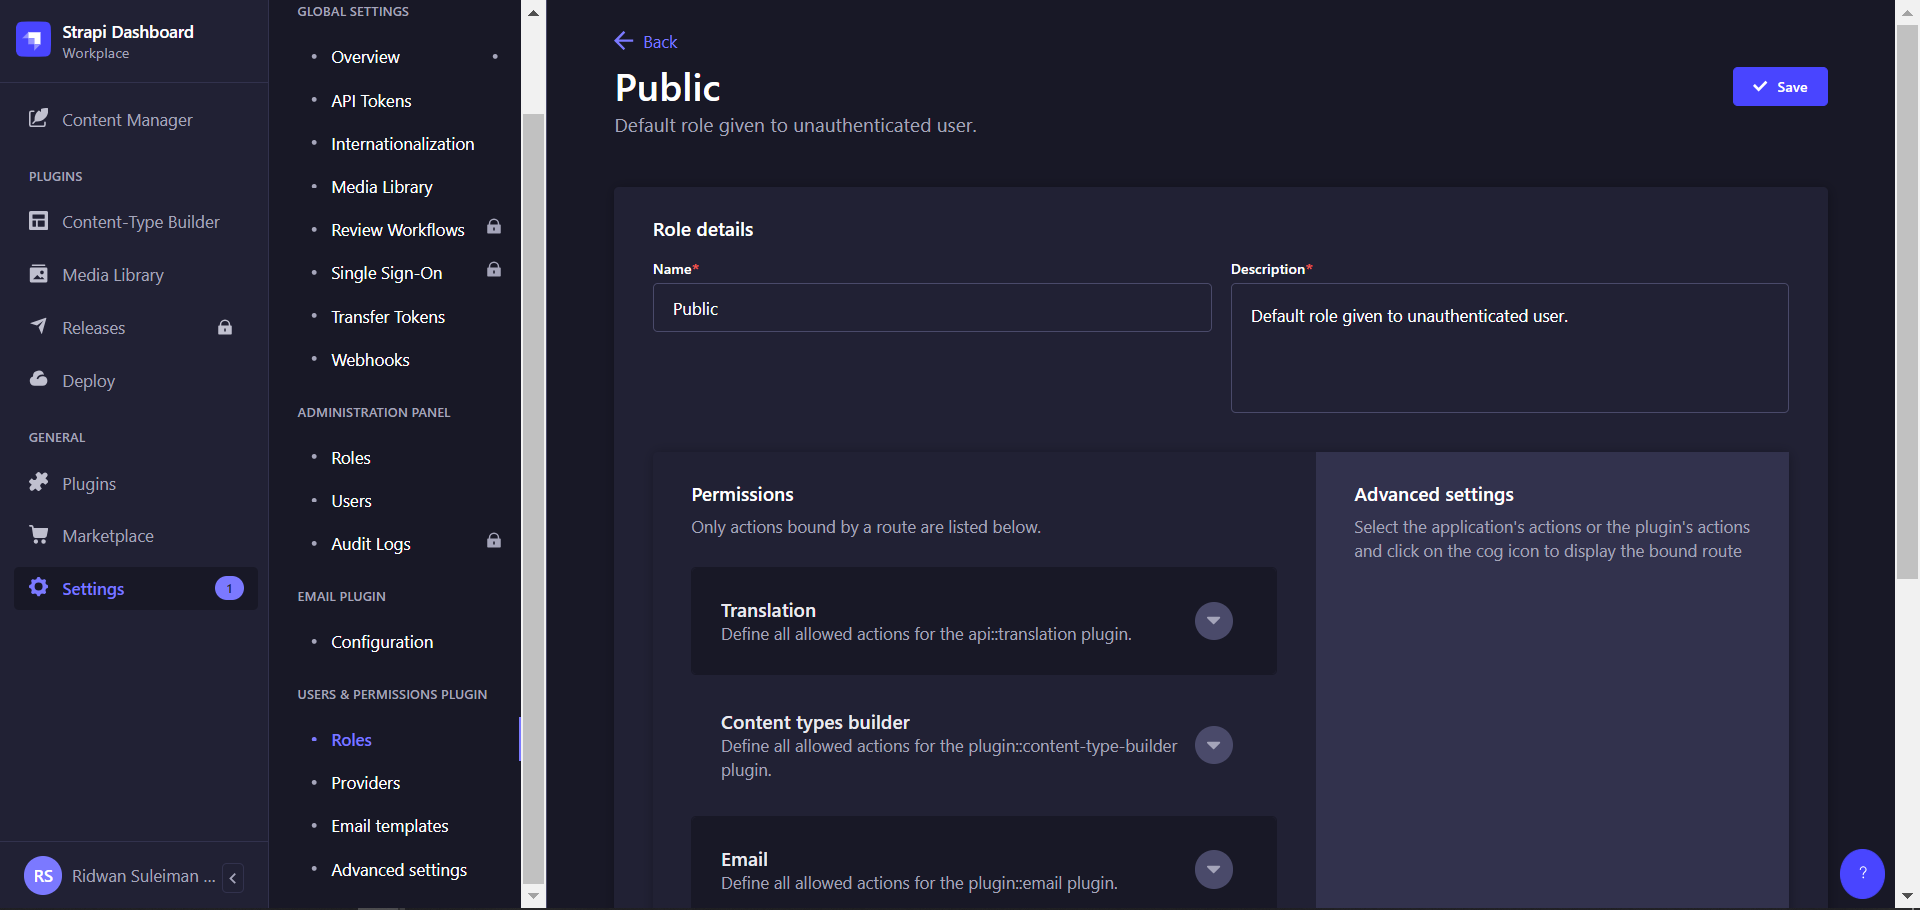 Strapi Dashboard
Workplace
Content Manager
PLUGINS
Content-Type Builder
Media Library
Releases
Deploy
GENERAL
Plugins
Marketplace
Settings
1
RS
Ridwan Suleiman ...
GLOBAL SETTINGS
Overview
API Tokens
Internationalization
Media Library
Review Workflows
Single Sign-On
Transfer Tokens
Webhooks
ADMINISTRATION PANEL
Roles
Users
Audit Logs
EMAIL PLUGIN
Configuration
USERS & PERMISSIONS PLUGIN
Roles
Providers
Email templates
Advanced settings
Back
Public
Default role given to unauthenticated user.
Save
Role details
Name*
Public
Description*
Default role given to unauthenticated user.
Permissions
Only actions bound by a route are listed below.
Translation
Define all allowed actions for the api::translation plugin.
Content types builder
Define all allowed actions for the plugin::content-type-builder
plugin.
Email
Define all allowed actions for the plugin::email plugin.
Advanced settings
Select the application's actions or the plugin's actions
and click on the cog icon to display the bound route
?